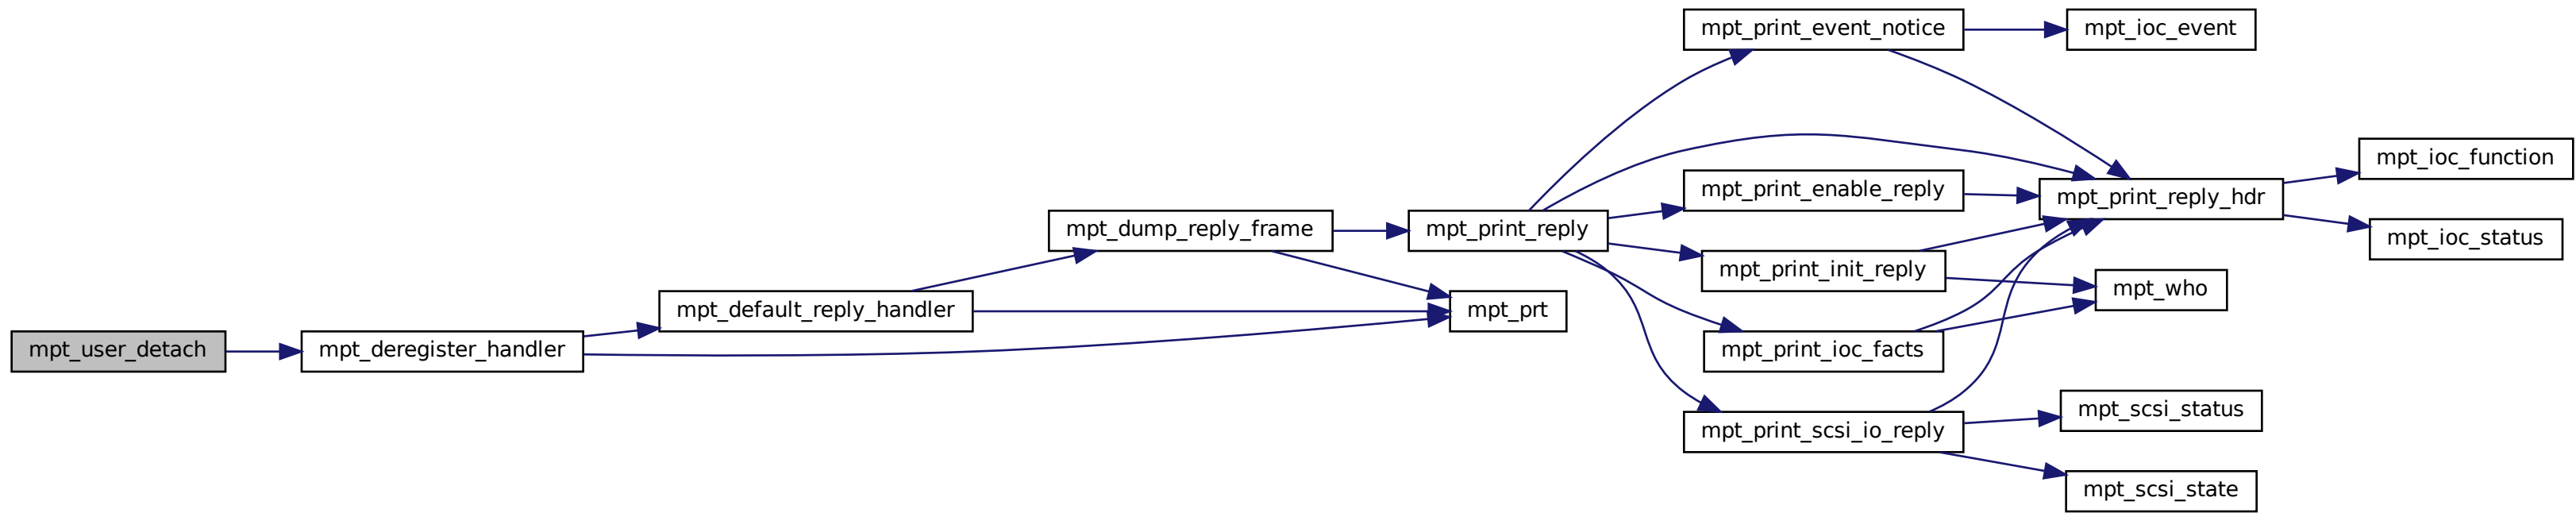 mpt_user_detach
mpt_deregister_handler
mpt_default_reply_handler
mpt_dump_reply_frame
mpt_prt
mpt_print_reply
mpt_print_event_notice
mpt_print_enable_reply
mpt_print_init_reply
mpt_print_ioc_facts
mpt_print_scsi_io_reply
mpt_ioc_event
mpt_print_reply_hdr
mpt_who
mpt_scsi_status
mpt_scsi_state
mpt_ioc_function
mpt_ioc_status